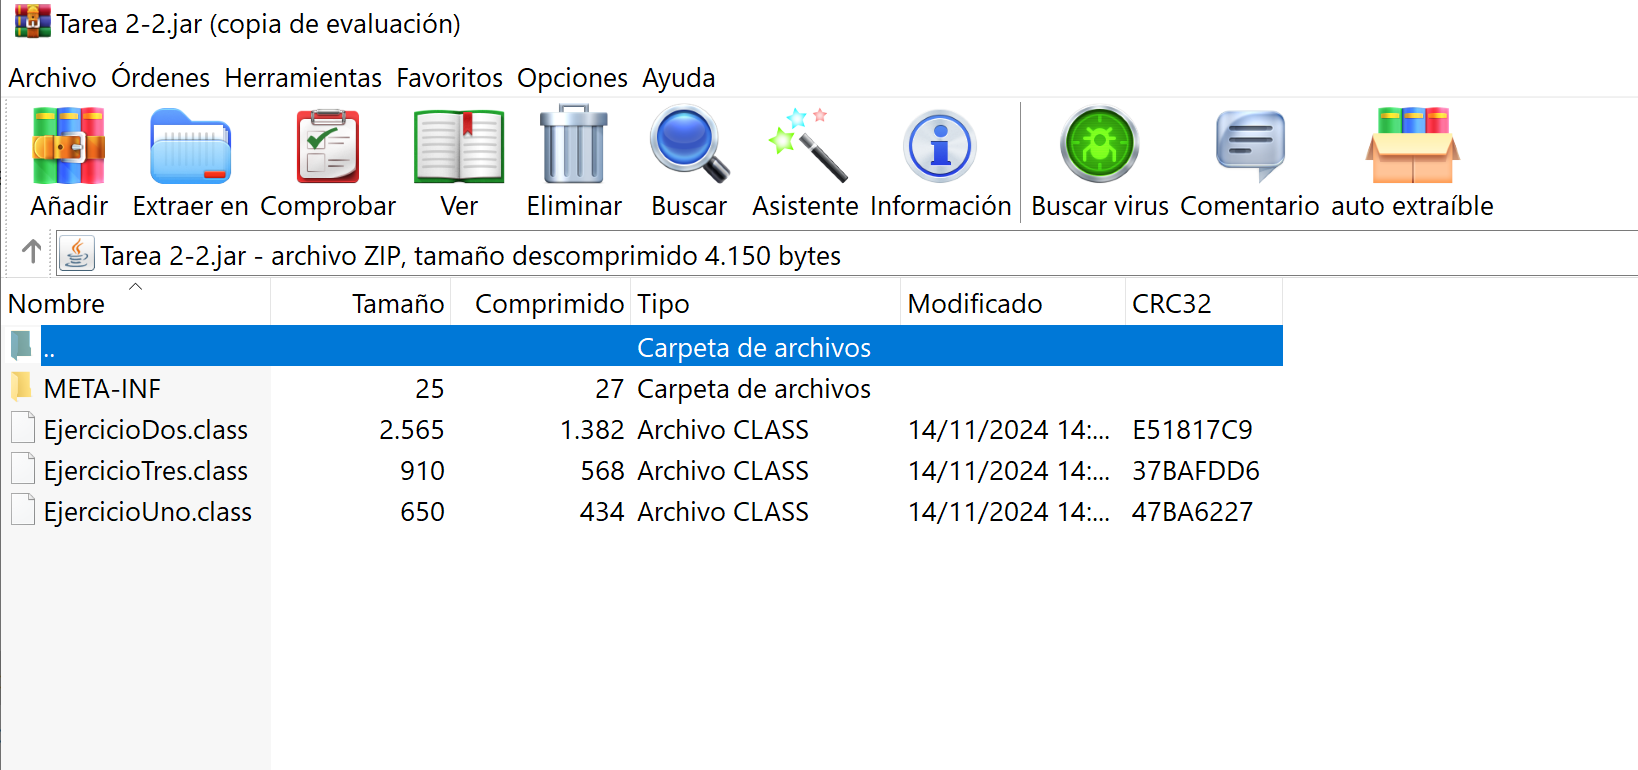 Tarea 2-2.jar (copia de evaluación)
Archivo Órdenes Herramientas Favoritos Opciones Ayuda
Añadir Extraer en Comprobar Ver Eliminar Buscar Asistente Información Buscar virus Comentario auto extraíble
Tarea 2-2.jar - archivo ZIP, tamaño descomprimido 4.150 bytes
Nombre Tamaño Comprimido Tipo Modificado CRC32
.. Carpeta de archivos
META-INF 25 27 Carpeta de archivos
EjercicioDos.class 2.565 1.382 Archivo CLASS 14/11/2024 14:... E51817C9
EjercicioTres.class 910 568 Archivo CLASS 14/11/2024 14:... 37BAFDD6
EjercicioUno.class 650 434 Archivo CLASS 14/11/2024 14:... 47BA6227